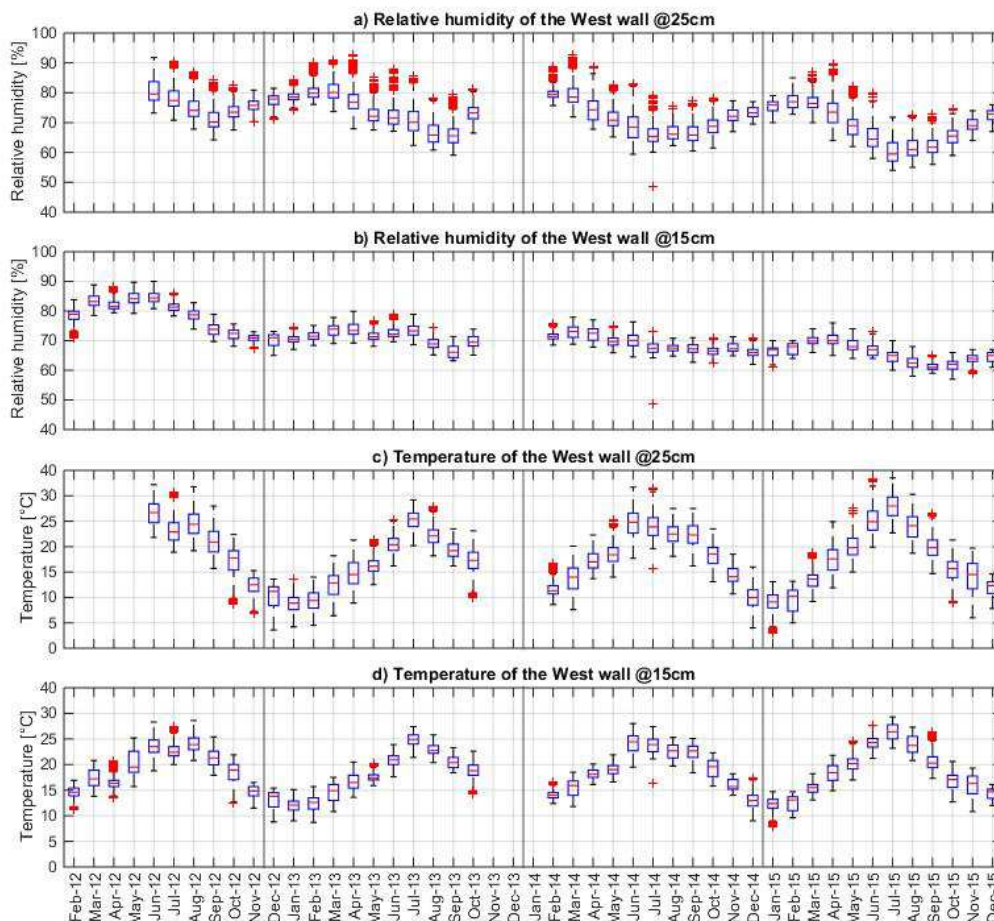 a) Relative humidity of the West wall @25cm
Relative humidity [%]
100
90
80
70
60
50
40
b) Relative humidity of the West wall @15cm
Relative humidity [%]
100
90
80
70
60
50
40
c) Temperature of the West wall @25cm
Temperature [°C]
40
35
30
25
20
15
10
5
0
d) Temperature of the West wall @15cm
Temperature [°C]
40
35
30
25
20
15
10
5
0
Feb-12
Mar-12
Apr-12
May-12
Jun-12
Jul-12
Aug-12
Sep-12
Oct-12
Nov-12
Dec-12
Jan-13
Feb-13
Mar-13
Apr-13
May-13
Jun-13
Jul-13
Aug-13
Sep-13
Oct-13
Nov-13
Dec-13
Jan-14
Feb-14
Mar-14
Apr-14
May-14
Jun-14
Jul-14
Aug-14
Sep-14
Oct-14
Nov-14
Dec-14
Jan-15
Feb-15
Mar-15
Apr-15
May-15
Jun-15
Jul-15
Aug-15
Sep-15
Oct-15
Nov-15